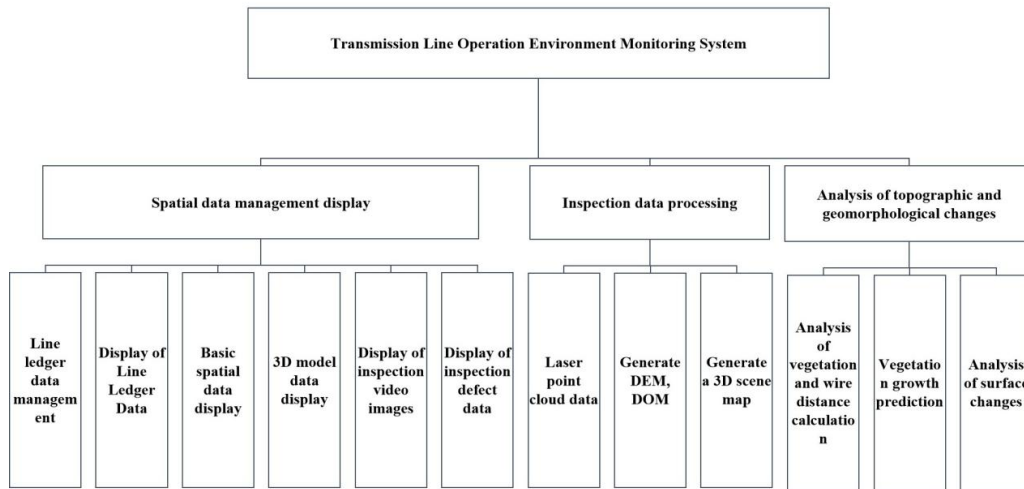 Transmission Line Operation Environment Monitoring System
Spatial data management display
Inspection data processing
Analysis of topographic and
geomorphological changes
Line
ledger
data
managem
ent
Display of
Line
Ledger
Data
Basic
spatial
data
display
3D model
data
display
Display of
inspection
video
images
Display of
inspection
defect
data
Laser
point
cloud data
Generate
DEM,
DOM
Generate
a 3D scene
map
Analysis
of
vegetation
and wire
distance
calculatio
n
Vegetatio
n growth
prediction
Analysis
of surface
changes